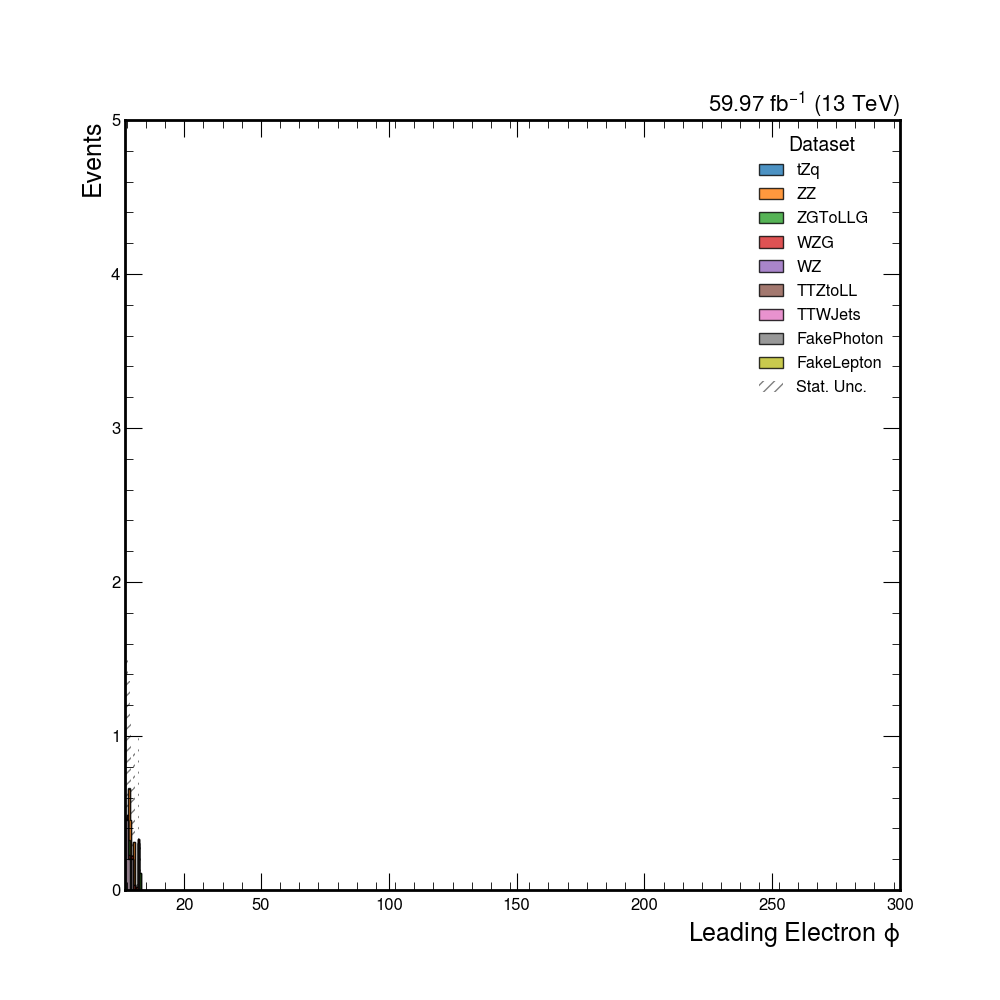 59.97 fb⁻¹ (13 TeV)
Events
5
4
3
2
1
0
Dataset
tZq
ZZ
ZGToLLG
WZG
WZ
TTZtoLL
TTWJets
FakePhoton
FakeLepton
Stat. Unc.
20 50 100 150 200 250 300
Leading Electron ϕ